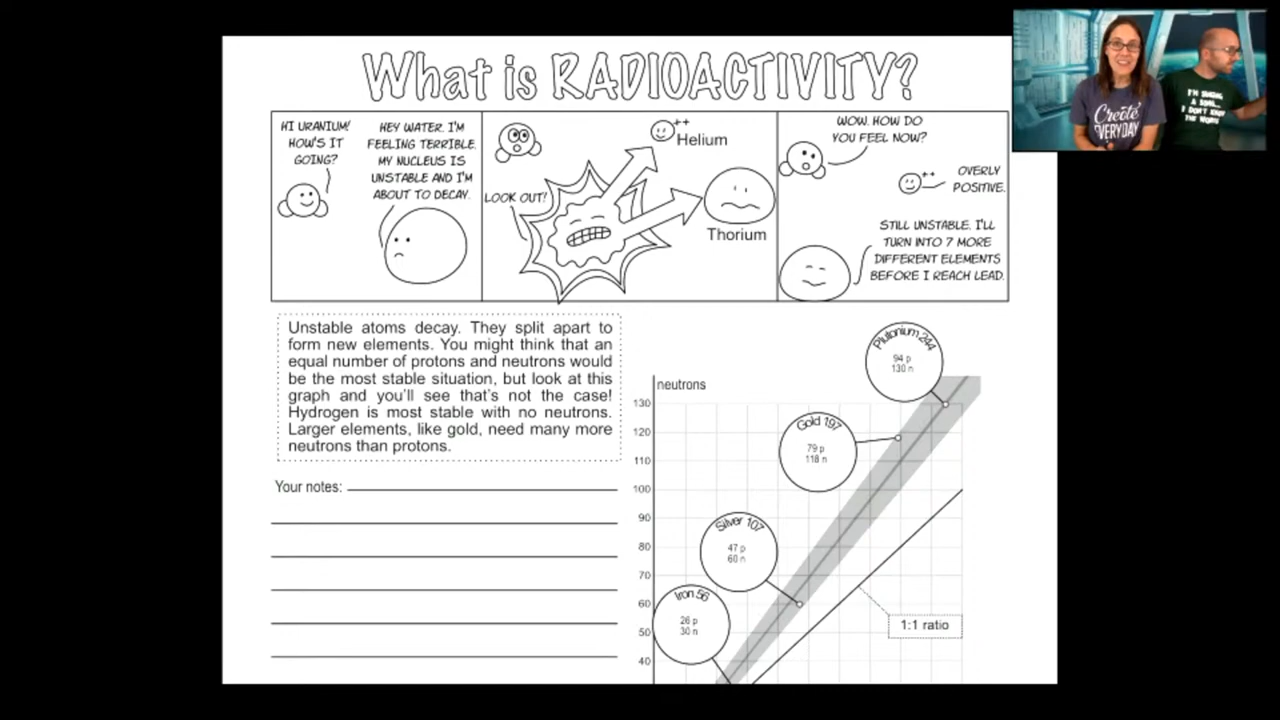 What is RADIOACTIVITY?
HI URANIUM!
HOW'S IT
GOING?
HEY WATER. I'M
FEELING TERRIBLE.
MY NUCLEUS IS
UNSTABLE AND I'M
ABOUT TO DECAY.
LOOK OUT!
++
Helium
Thorium
WOW. HOW DO
YOU FEEL NOW?
++
OVERLY
POSITIVE.
STILL UNSTABLE. I'LL
TURN INTO 7 MORE
DIFFERENT ELEMENTS
BEFORE I REACH LEAD.
Unstable atoms decay. They split apart to
form new elements. You might think that an
equal number of protons and neutrons would
be the most stable situation, but look at this
graph and you'll see that's not the case!
Hydrogen is most stable with no neutrons.
Larger elements, like gold, need many more
neutrons than protons.
Your notes:
neutrons
130
120
110
100
90
80
70
60
50
40
Plutonium 244
94 p
130 n
Gold 197
79 p
118 n
Silver 107
47 p
60 n
Iron 56
26 p
30 n
1:1 ratio
Create
EVERYDAY
I'M SINGING
A SONG...
I DON'T KNOW
THE WORDS